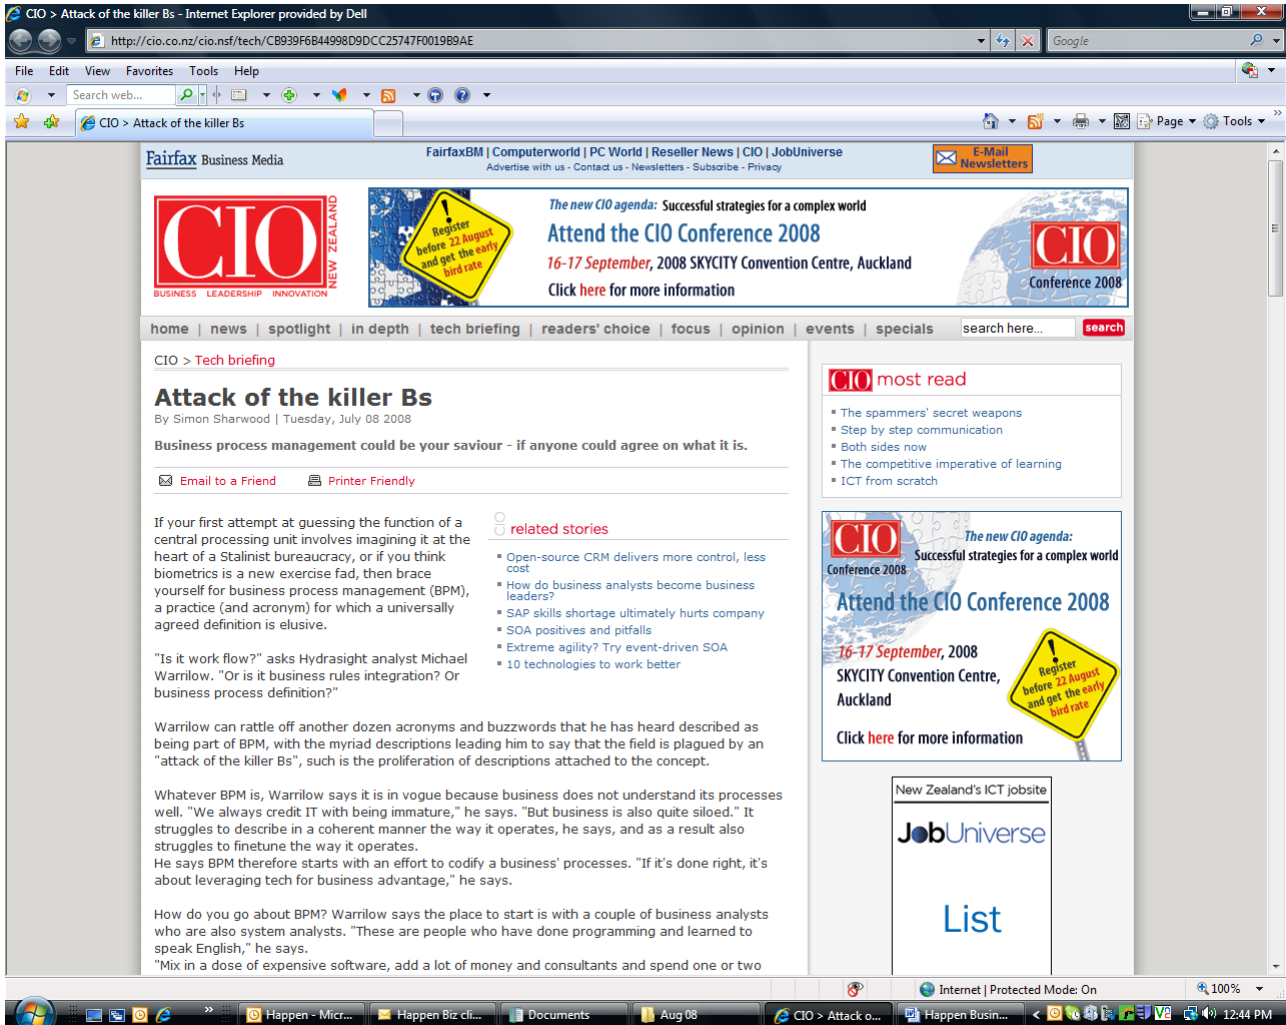 CIO > Attack of the killer Bs - Internet Explorer provided by Dell
http://cio.co.nz/cio.nsf/tech/CB939F6B44998D9DCC25747F0019B9AE
Google
File Edit View Favorites Tools Help
Search web...
CIO > Attack of the killer Bs
Page Tools
Fairfax Business Media
FairfaxBM | Computerworld | PC World | Reseller News | CIO | JobUniverse
Advertise with us - Contact us - Newsletters - Subscribe - Privacy
E-Mail
Newsletters
CIO
NEW ZEALAND
BUSINESS LEADERSHIP INNOVATION
!
Register
before 22 August
and get the early
bird rate
The new CIO agenda: Successful strategies for a complex world
Attend the CIO Conference 2008
16-17 September, 2008 SKYCITY Convention Centre, Auckland
Click here for more information
CIO
Conference 2008
home | news | spotlight | in depth | tech briefing | readers' choice | focus | opinion | events | specials
search here...
search
CIO > Tech briefing
Attack of the killer Bs
By Simon Sharwood | Tuesday, July 08 2008
Business process management could be your saviour - if anyone could agree on what it is.
Email to a Friend
Printer Friendly
If your first attempt at guessing the function of a
central processing unit involves imagining it at the
heart of a Stalinist bureaucracy, or if you think
biometrics is a new exercise fad, then brace
yourself for business process management (BPM),
a practice (and acronym) for which a universally
agreed definition is elusive.
"Is it work flow?" asks Hydrasight analyst Michael
Warrilow. "Or is it business rules integration? Or
business process definition?"
related stories
Open-source CRM delivers more control, less
cost
How do business analysts become business
leaders?
SAP skills shortage ultimately hurts company
SOA positives and pitfalls
Extreme agility? Try event-driven SOA
10 technologies to work better
Warrilow can rattle off another dozen acronyms and buzzwords that he has heard described as
being part of BPM, with the myriad descriptions leading him to say that the field is plagued by an
"attack of the killer Bs", such is the proliferation of descriptions attached to the concept.
Whatever BPM is, Warrilow says it is in vogue because business does not understand its processes
well. "We always credit IT with being immature," he says. "But business is also quite siloed." It
struggles to describe in a coherent manner the way it operates, he says, and as a result also
struggles to finetune the way it operates.
He says BPM therefore starts with an effort to codify a business' processes. "If it's done right, it's
about leveraging tech for business advantage," he says.
How do you go about BPM? Warrilow says the place to start is with a couple of business analysts
who are also system analysts. "These are people who have done programming and learned to
speak English," he says.
"Mix in a dose of expensive software, add a lot of money and consultants and spend one or two
CIO most read
The spammers' secret weapons
Step by step communication
Both sides now
The competitive imperative of learning
ICT from scratch
CIO
Conference 2008
The new CIO agenda:
Successful strategies for a complex world
Attend the CIO Conference 2008
16-17 September, 2008
SKYCITY Convention Centre,
Auckland
Click here for more information
!
Register
before 22 August
and get the early
bird rate
New Zealand's ICT jobsite
JobUniverse
List
Internet | Protected Mode: On
100%
Happen - Micr...
Happen Biz cli...
Documents
Aug 08
CIO > Attack o...
Happen Busin...
12:44 PM